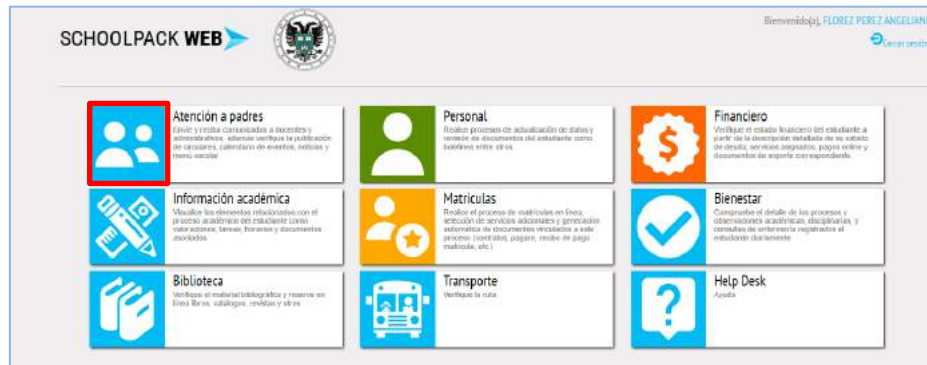 Bienvenido(a), FLOREZ PEREZ ANGELIAN
SCHOOLPACK WEB
Cerrar sesión
Atención a padres
Envíe y reciba comunicados a docentes y
administrativos, además verifique la publicación
de circulares, calendario de eventos, noticias y
menú escolar
Personal
Realice procesos de actualización de datos y
revisión de documentos del estudiante como
boletines entre otros
Financiero
Verifique el estado financiero del estudiante a
partir de la descripción detallada de su estado
de deuda, servicios asignados, pagos online y
documentos de soporte correspondiente.
Información académica
Visualice los elementos relacionados con el
proceso académico del estudiante como
valoraciones, tareas, horarios y documentos
asociados
Matriculas
Realice el proceso de matrículas en línea,
selección de servicios adicionales y generación
automática de documentos vinculados a este
proceso (contratos, pagaré, recibo de pago
matrícula, etc.)
Bienestar
Compruebe el detalle de los procesos y
observaciones académicas, disciplinarias, y
consultas de enfermería registrados al
estudiante diariamente
Biblioteca
Verifique el material bibliográfico y reserve en
línea libros, catálogos, revistas y otros
Transporte
Verifique la ruta
Help Desk
Ayuda